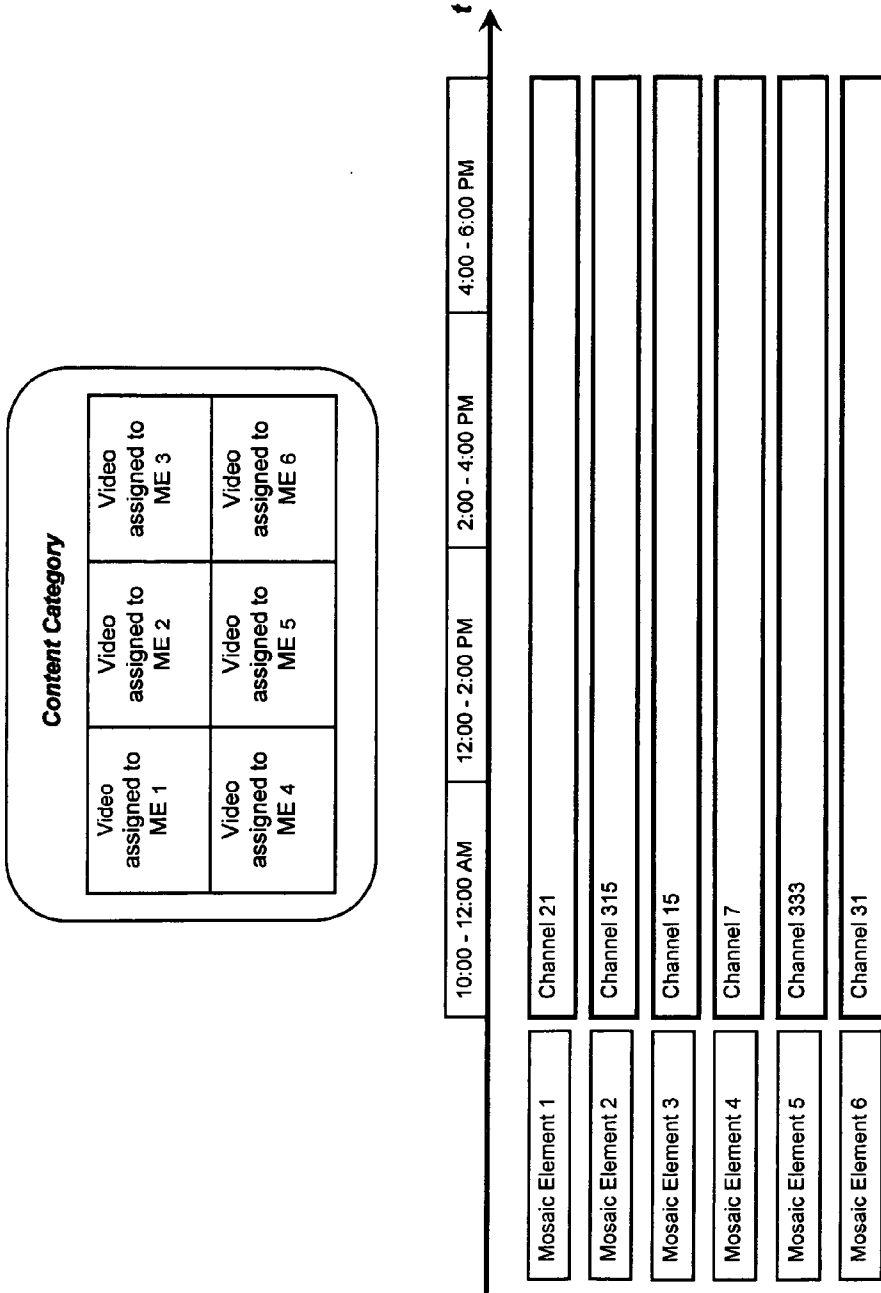 Content Category
Video
assigned to
ME 1
Video
assigned to
ME 2
Video
assigned to
ME 3
Video
assigned to
ME 4
Video
assigned to
ME 5
Video
assigned to
ME 6
10:00 - 12:00 AM
12:00 - 2:00 PM
2:00 - 4:00 PM
4:00 - 6:00 PM
t
Mosaic Element 1
Channel 21
Mosaic Element 2
Channel 315
Mosaic Element 3
Channel 15
Mosaic Element 4
Channel 7
Mosaic Element 5
Channel 333
Mosaic Element 6
Channel 31